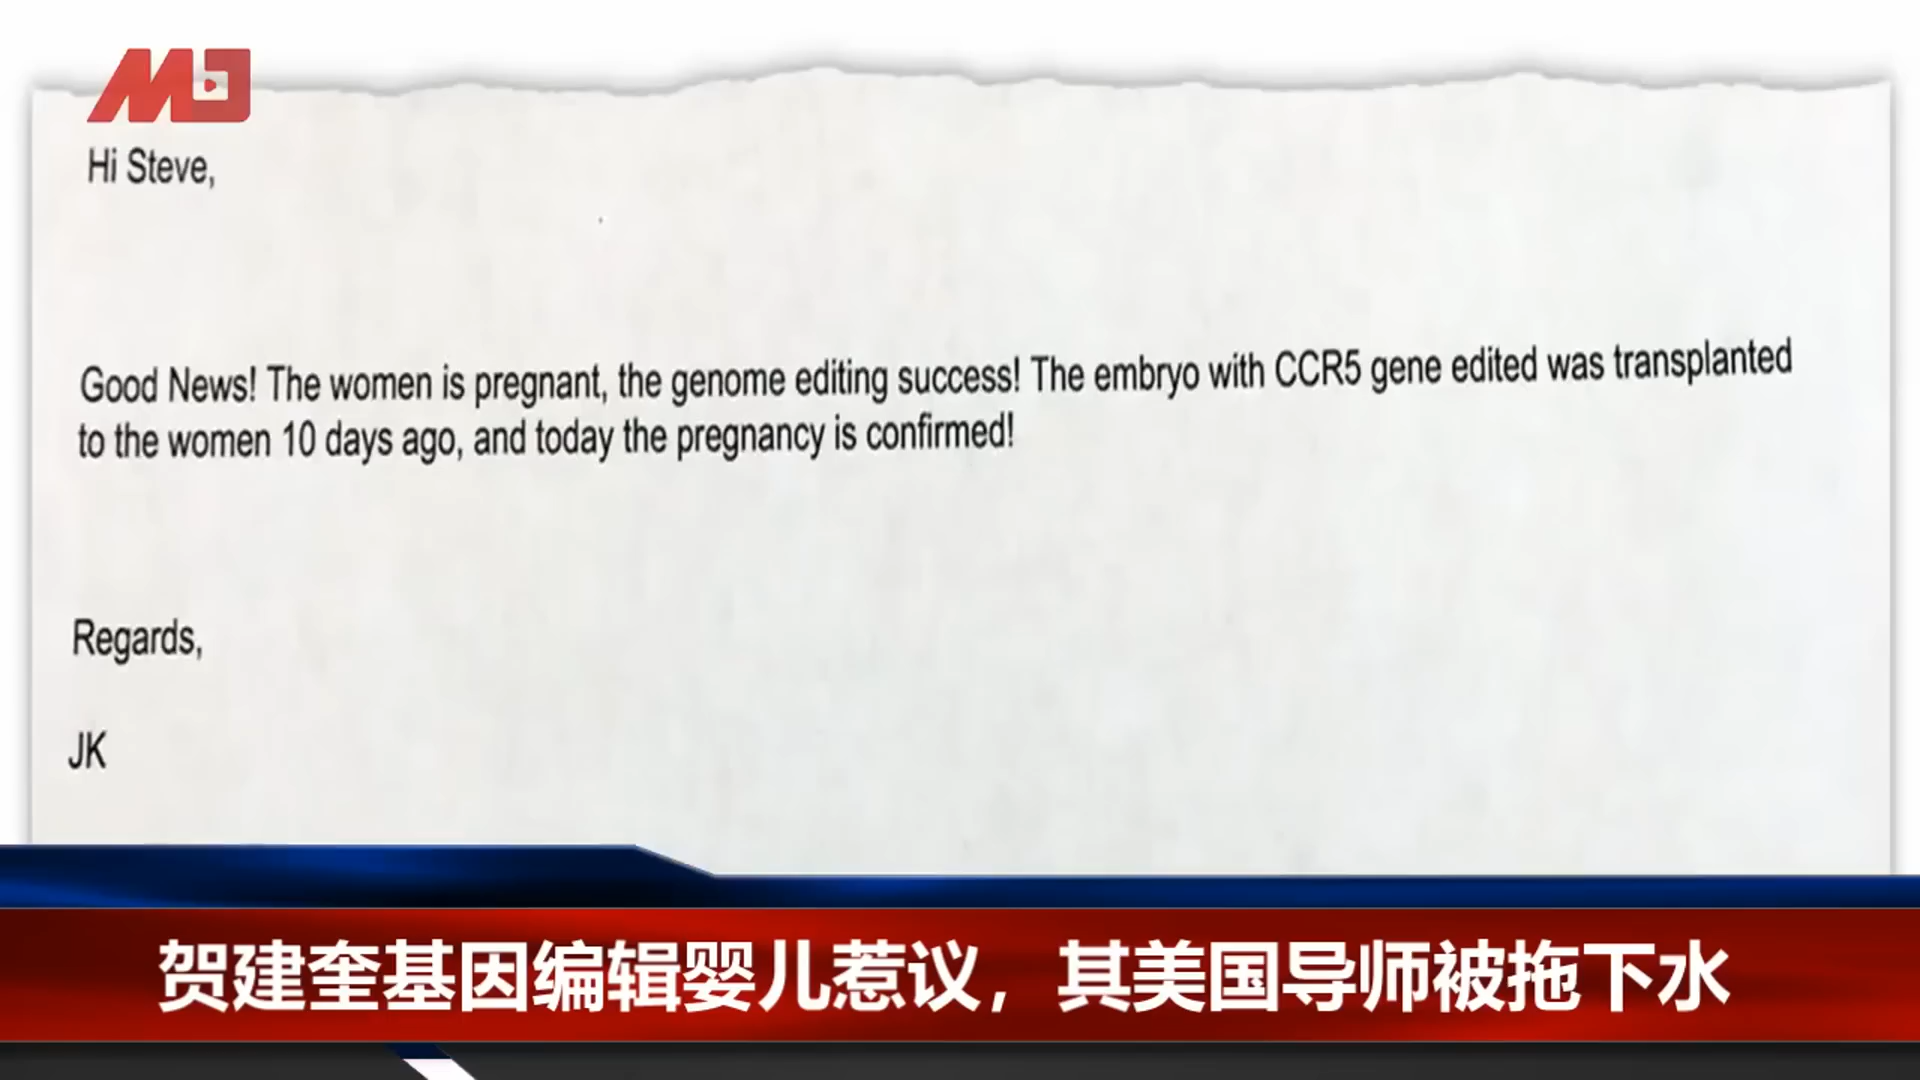 MJ
Hi Steve,
Good News! The women is pregnant, the genome editing success! The embryo with CCR5 gene edited was transplanted
to the women 10 days ago, and today the pregnancy is confirmed!
Regards,
JK
贺建奎基因编辑婴儿惹议，其美国导师被拖下水